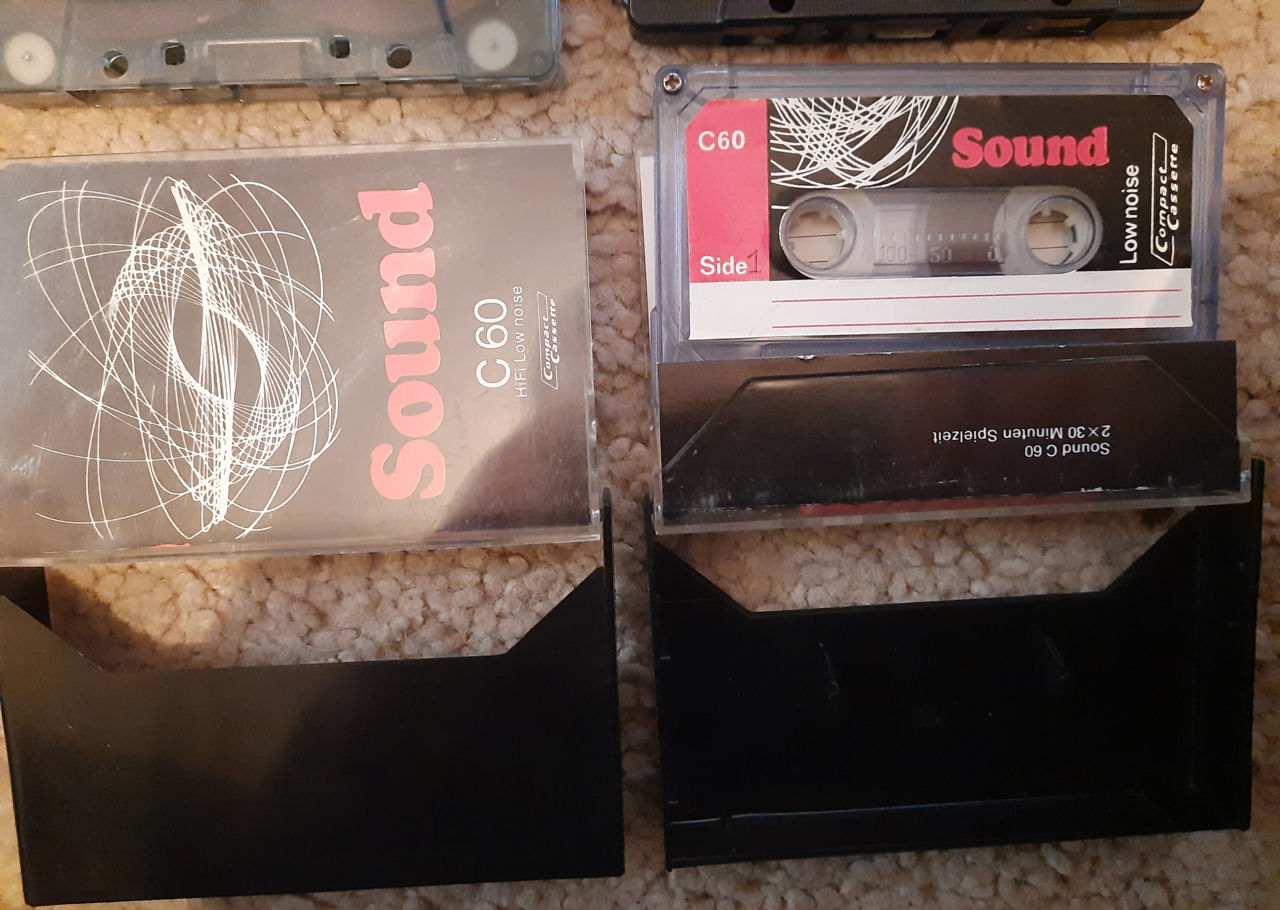 Sound
C 60
HiFi Low noise
Compact
Cassette
C60
Sound
Low noise
Compact
Cassette
Side 1
100 50 0
Sound C 60
2×30 Minuten Spielzeit